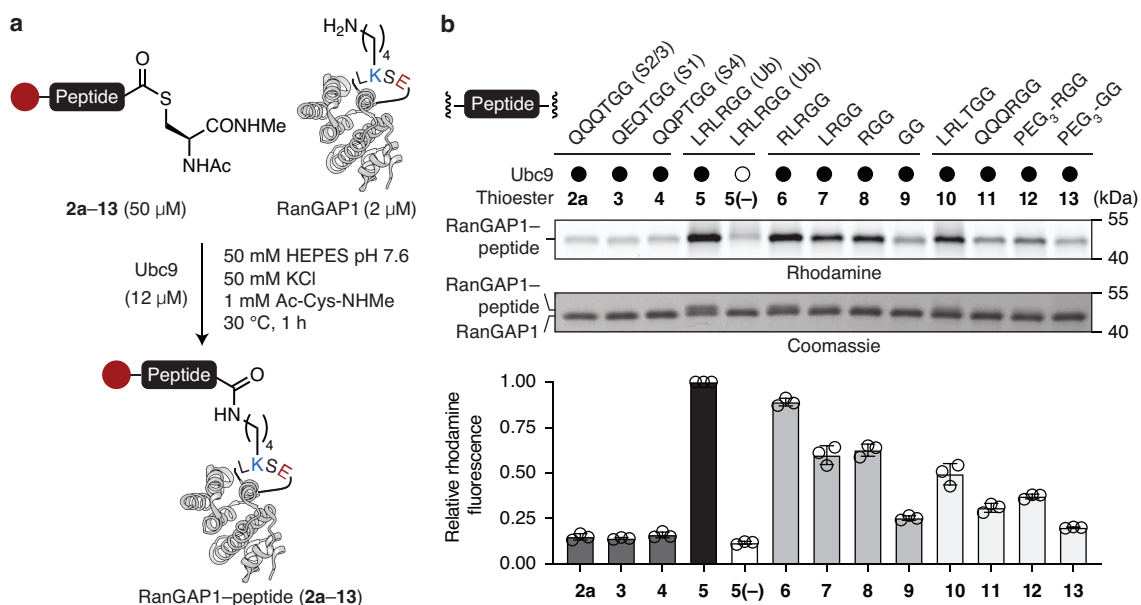 a
H₂N
4
O
Peptide
S
CONHMe
NHAc
LKSE
2a–13 (50 µM)
RanGAP1 (2 µM)
Ubc9
(12 µM)
50 mM HEPES pH 7.6
50 mM KCl
1 mM Ac-Cys-NHMe
30 °C, 1 h
Peptide
O
HN
4
LKSE
RanGAP1–peptide (2a–13)
b
Peptide
QQQTGG (S2/3)
QEQTGG (S1)
QQPTGG (S4)
LRLRGG (Ub)
LRLRGG (Ub)
RLRGG
LRGG
RGG
GG
LRLTGG
QQQRGG
PEG₃-RGG
PEG₃-GG
Ubc9
Thioester 2a 3 4 5 5(–) 6 7 8 9 10 11 12 13 (kDa)
RanGAP1–
peptide
55
40
Rhodamine
RanGAP1–
peptide
RanGAP1
55
40
Coomassie
Relative rhodamine
fluorescence
1.00
0.75
0.50
0.25
0.00
2a 3 4 5 5(–) 6 7 8 9 10 11 12 13